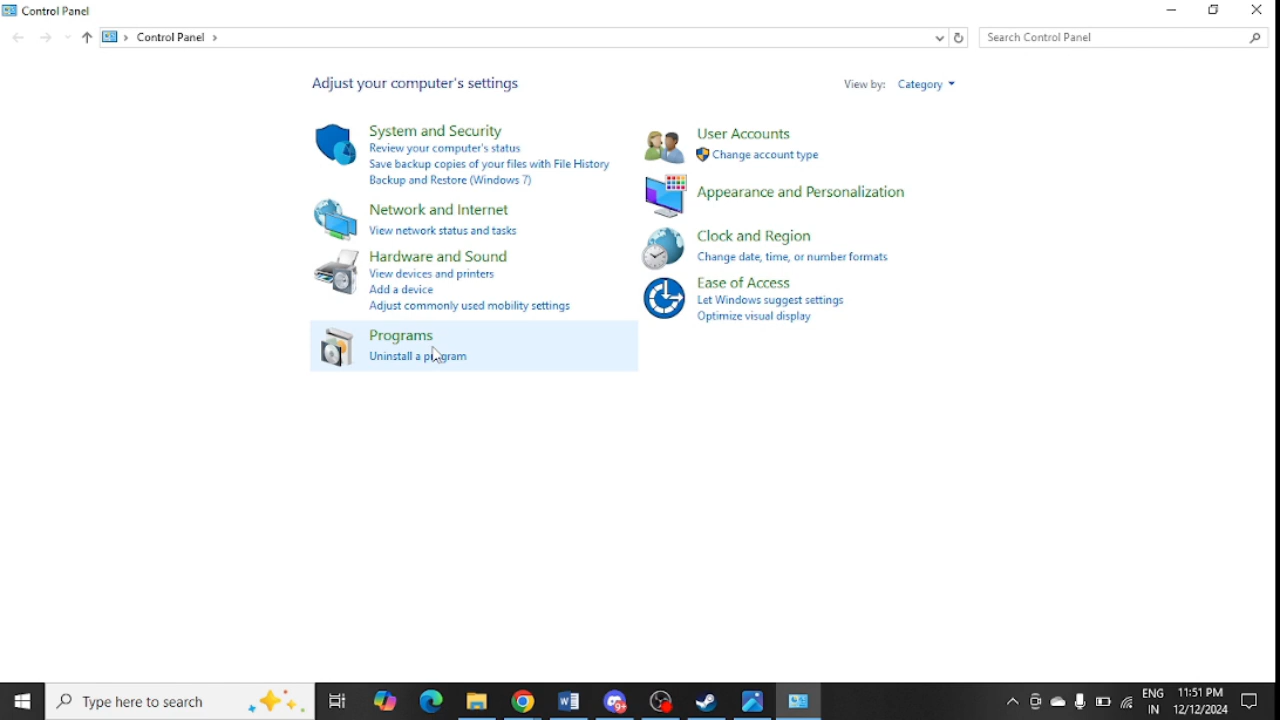 Control Panel
Control Panel
Search Control Panel
Adjust your computer's settings
View by: Category
System and Security
Review your computer's status
Save backup copies of your files with File History
Backup and Restore (Windows 7)
Network and Internet
View network status and tasks
Hardware and Sound
View devices and printers
Add a device
Adjust commonly used mobility settings
Programs
Uninstall a program
User Accounts
Change account type
Appearance and Personalization
Clock and Region
Change date, time, or number formats
Ease of Access
Let Windows suggest settings
Optimize visual display
Type here to search
9+
ENG
IN
11:51 PM
12/12/2024